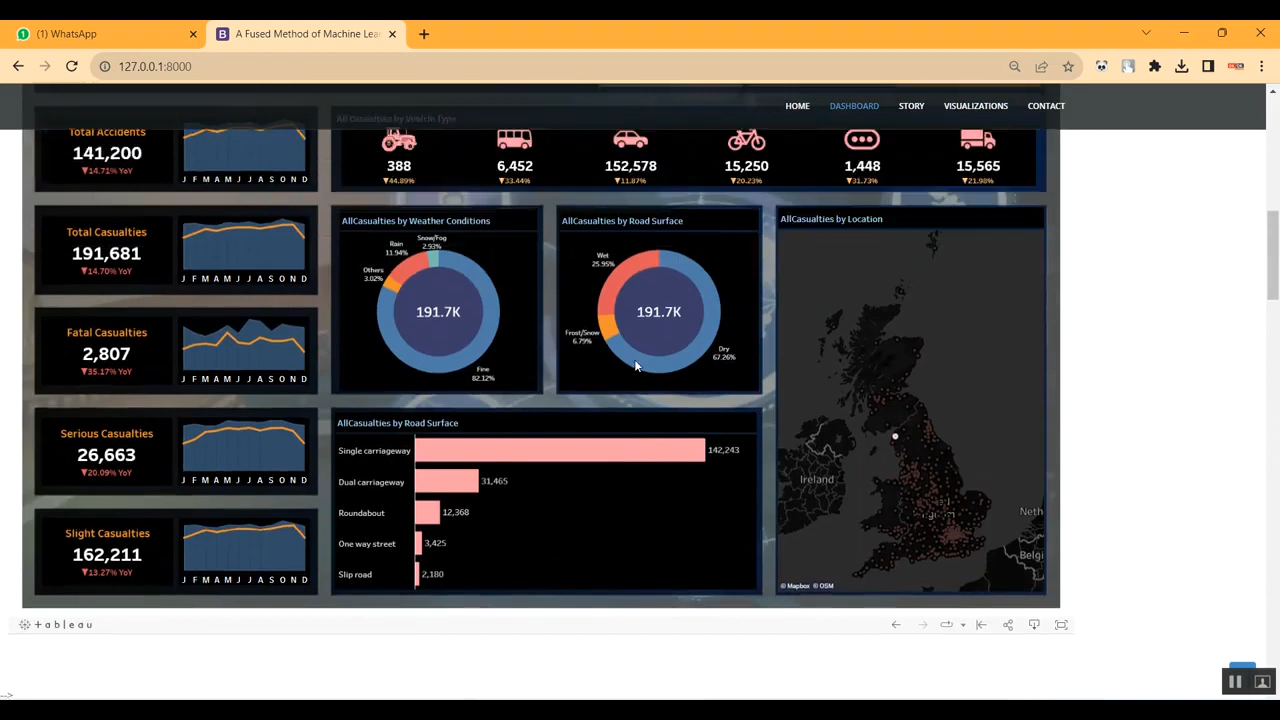 (1) WhatsApp
A Fused Method of Machine Lea
127.0.0.1:8000
HOME DASHBOARD STORY VISUALIZATIONS CONTACT
Total Accidents
141,200
▼14.71% YoY
J F M A M J J A S O N D
All Casualties by Vehicle Type
388 6,452 152,578 15,250 1,448 15,565
▼44.89% ▼33.44% ▼11.87% ▼20.23% ▼31.73% ▼21.98%
Total Casualties
191,681
▼14.70% YoY
J F M A M J J A S O N D
Fatal Casualties
2,807
▼35.17% YoY
J F M A M J J A S O N D
Serious Casualties
26,663
▼20.09% YoY
J F M A M J J A S O N D
Slight Casualties
162,211
▼13.27% YoY
J F M A M J J A S O N D
AllCasualties by Weather Conditions
Snow/Fog
2.93%
Rain
11.94%
Others
3.02%
191.7K
Fine
82.12%
AllCasualties by Road Surface
Wet
25.95%
191.7K
Frost/Snow
6.79%
Dry
67.26%
AllCasualties by Road Surface
Single carriageway 142,243
Dual carriageway 31,465
Roundabout 12,368
One way street 3,425
Slip road 2,180
AllCasualties by Location
Ireland
Neth
Belgi
© Mapbox © OSM
+ a b l e a u
-->